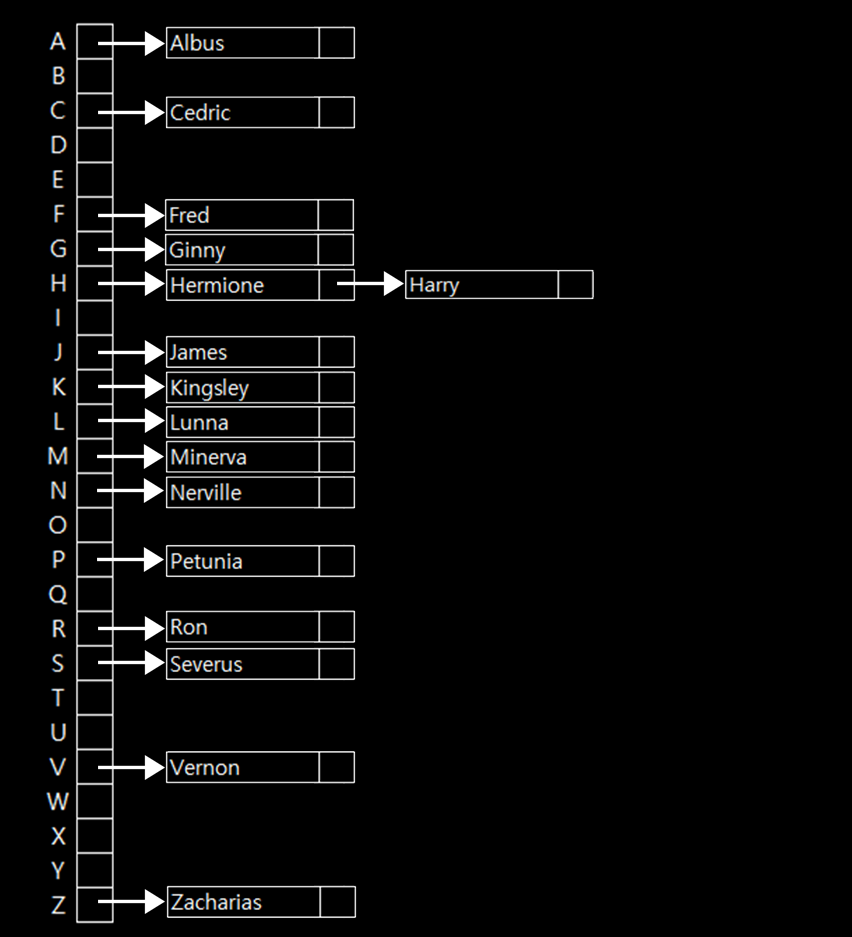 A Albus
B
C Cedric
D
E
F Fred
G Ginny
H Hermione Harry
I
J James
K Kingsley
L Lunna
M Minerva
N Nerville
O
P Petunia
Q
R Ron
S Severus
T
U
V Vernon
W
X
Y
Z Zacharias